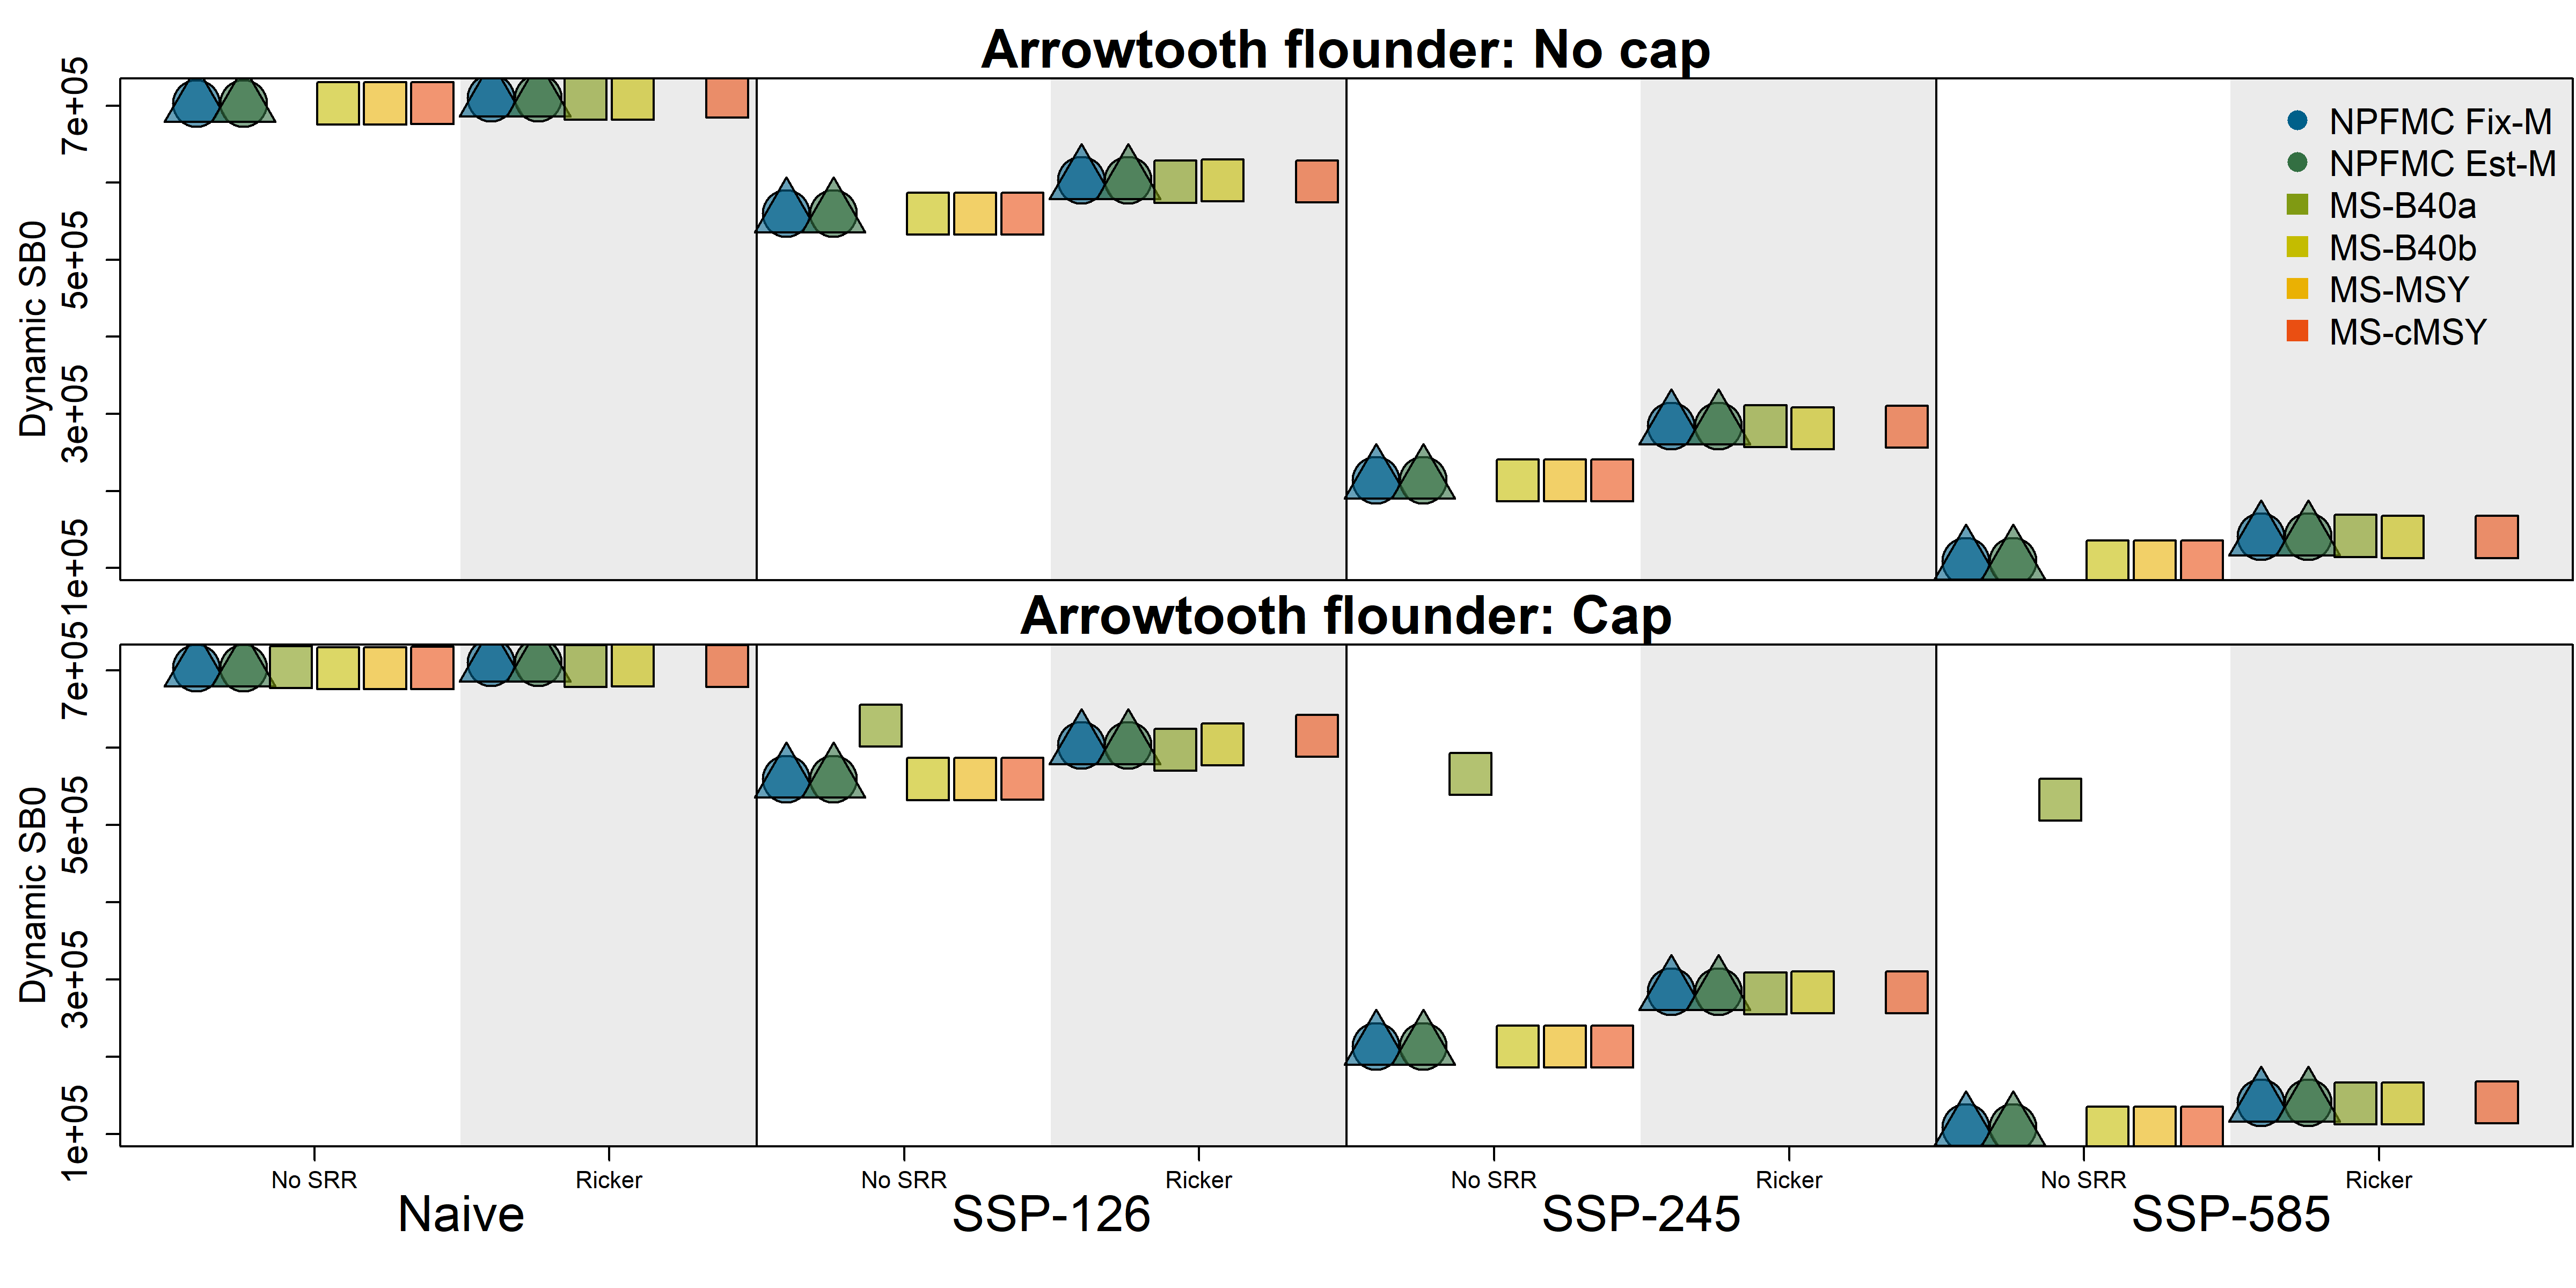 Arrowtooth flounder: No cap
Dynamic SB0
7e+05
5e+05
3e+05
1e+05
NPFMC Fix-M
NPFMC Est-M
MS-B40a
MS-B40b
MS-MSY
MS-cMSY
Arrowtooth flounder: Cap
Dynamic SB0
7e+05
5e+05
3e+05
1e+05
No SRR Ricker No SRR Ricker No SRR Ricker No SRR Ricker
Naive SSP-126 SSP-245 SSP-585